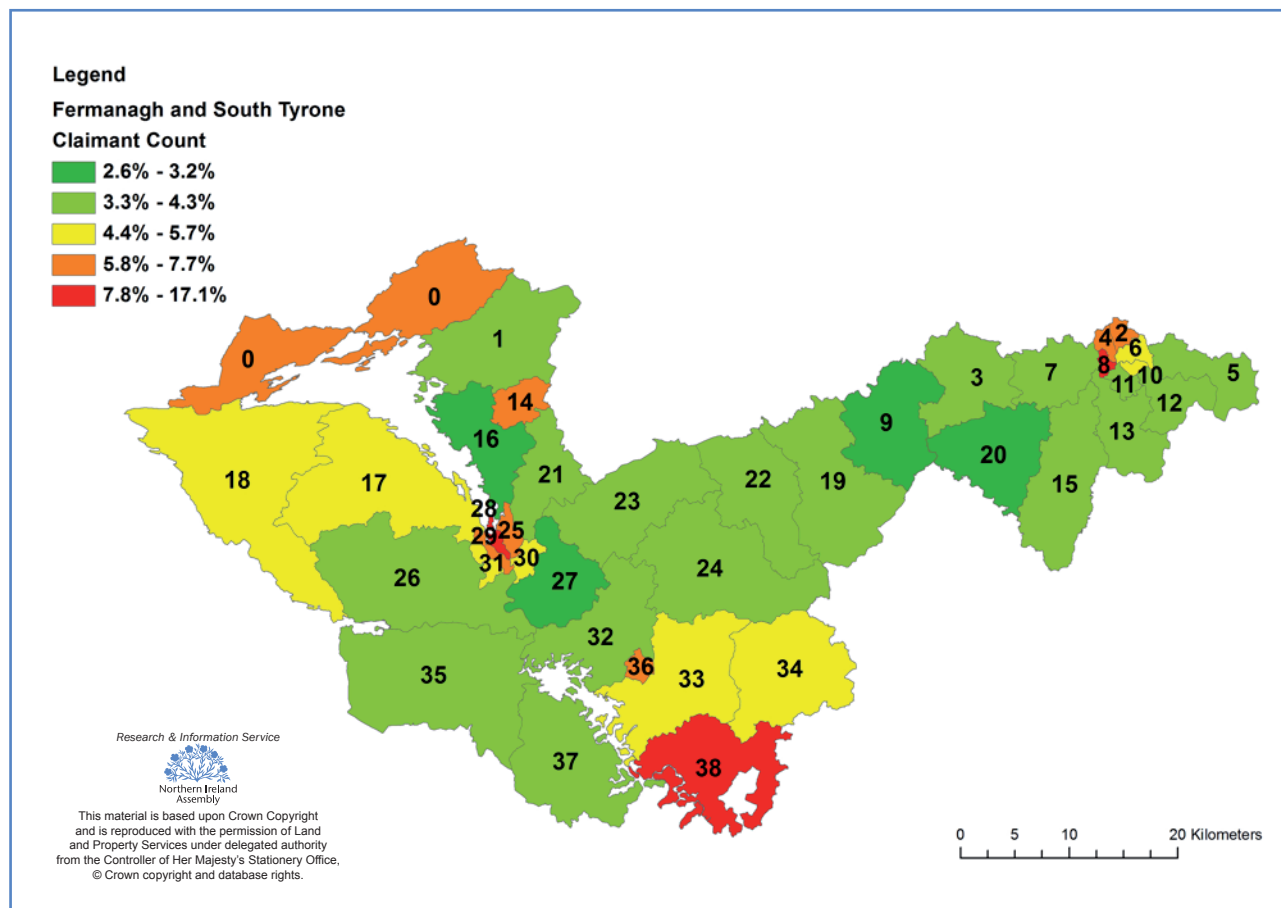 Legend
Fermanagh and South Tyrone
Claimant Count
2.6% - 3.2%
3.3% - 4.3%
4.4% - 5.7%
5.8% - 7.7%
7.8% - 17.1%
0
0
1
2
4
6
8
3
7
10
5
11
12
14
9
13
16
20
18
17
21
22
19
15
23
28
25
29
30
31
24
26
27
32
36
35
33
34
37
38
Research & Information Service
Northern Ireland
Assembly
This material is based upon Crown Copyright
and is reproduced with the permission of Land
and Property Services under delegated authority
from the Controller of Her Majesty's Stationery Office,
© Crown copyright and database rights.
0 5 10 20 Kilometers